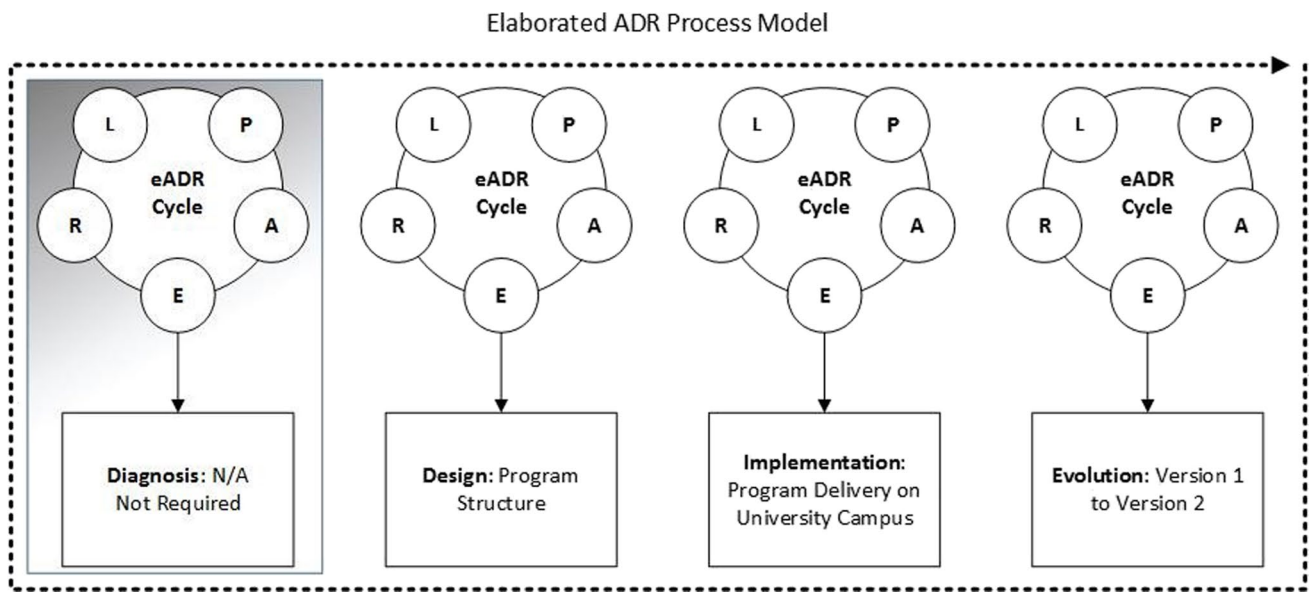 Elaborated ADR Process Model
L
P
eADR
Cycle
R
A
E
Diagnosis: N/A
Not Required
L
P
eADR
Cycle
R
A
E
Design: Program
Structure
L
P
eADR
Cycle
R
A
E
Implementation:
Program Delivery on
University Campus
L
P
eADR
Cycle
R
A
E
Evolution: Version 1
to Version 2